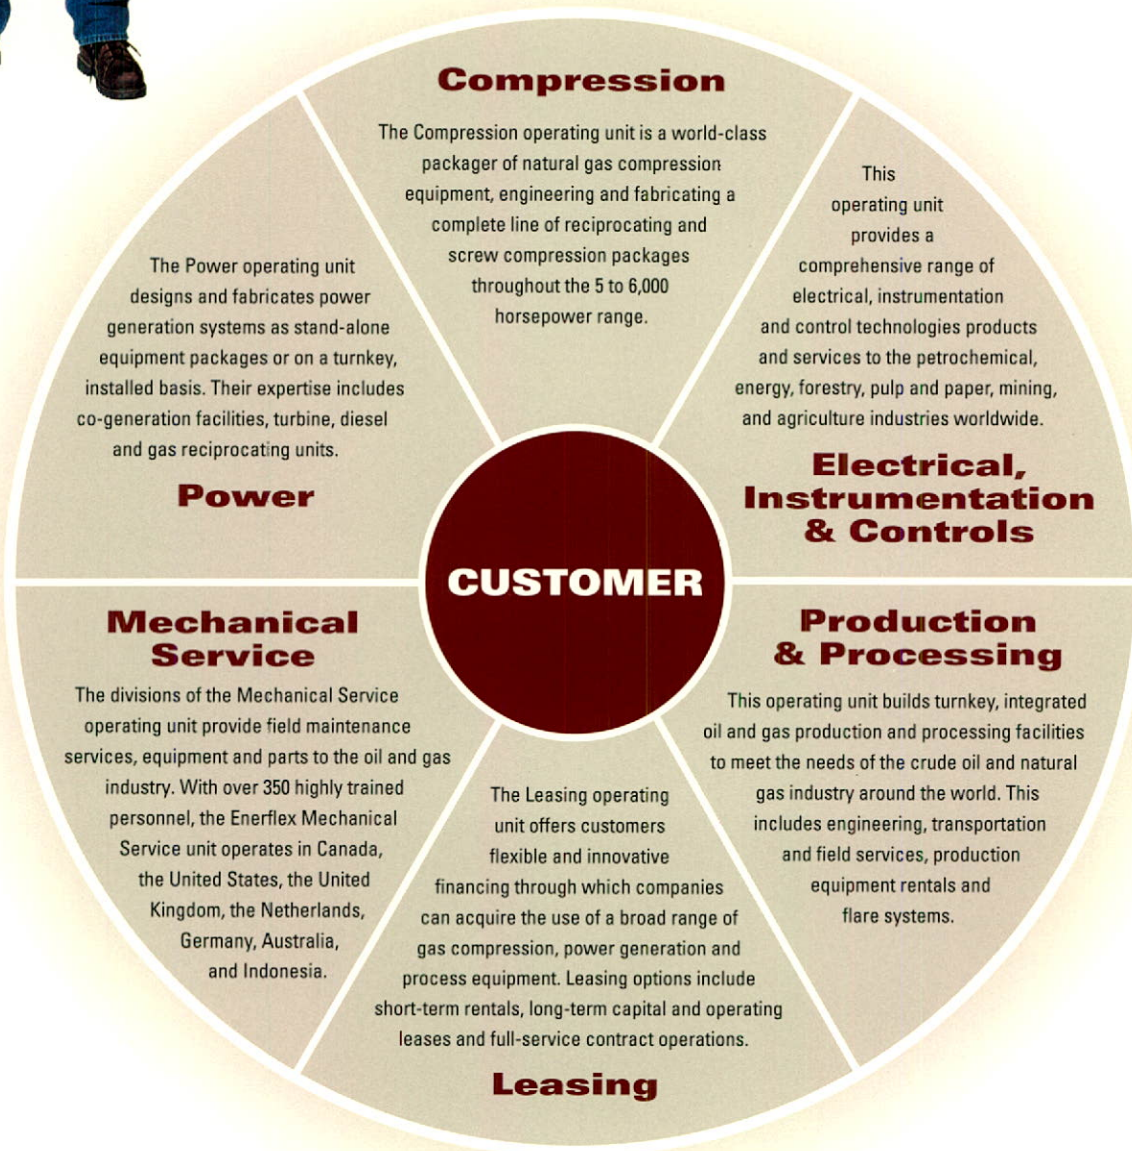 Compression
The Compression operating unit is a world-class
packager of natural gas compression
equipment, engineering and fabricating a
complete line of reciprocating and
screw compression packages
throughout the 5 to 6,000
horsepower range.
This
operating unit
provides a
comprehensive range of
electrical, instrumentation
and control technologies products
and services to the petrochemical,
energy, forestry, pulp and paper, mining,
and agriculture industries worldwide.
Electrical,
Instrumentation
& Controls
Production
& Processing
This operating unit builds turnkey, integrated
oil and gas production and processing facilities
to meet the needs of the crude oil and natural
gas industry around the world. This
includes engineering, transportation
and field services, production
equipment rentals and
flare systems.
The Leasing operating
unit offers customers
flexible and innovative
financing through which companies
can acquire the use of a broad range of
gas compression, power generation and
process equipment. Leasing options include
short-term rentals, long-term capital and operating
leases and full-service contract operations.
Leasing
Mechanical
Service
The divisions of the Mechanical Service
operating unit provide field maintenance
services, equipment and parts to the oil and gas
industry. With over 350 highly trained
personnel, the Enerflex Mechanical
Service unit operates in Canada,
the United States, the United
Kingdom, the Netherlands,
Germany, Australia,
and Indonesia.
The Power operating unit
designs and fabricates power
generation systems as stand-alone
equipment packages or on a turnkey,
installed basis. Their expertise includes
co-generation facilities, turbine, diesel
and gas reciprocating units.
Power
CUSTOMER